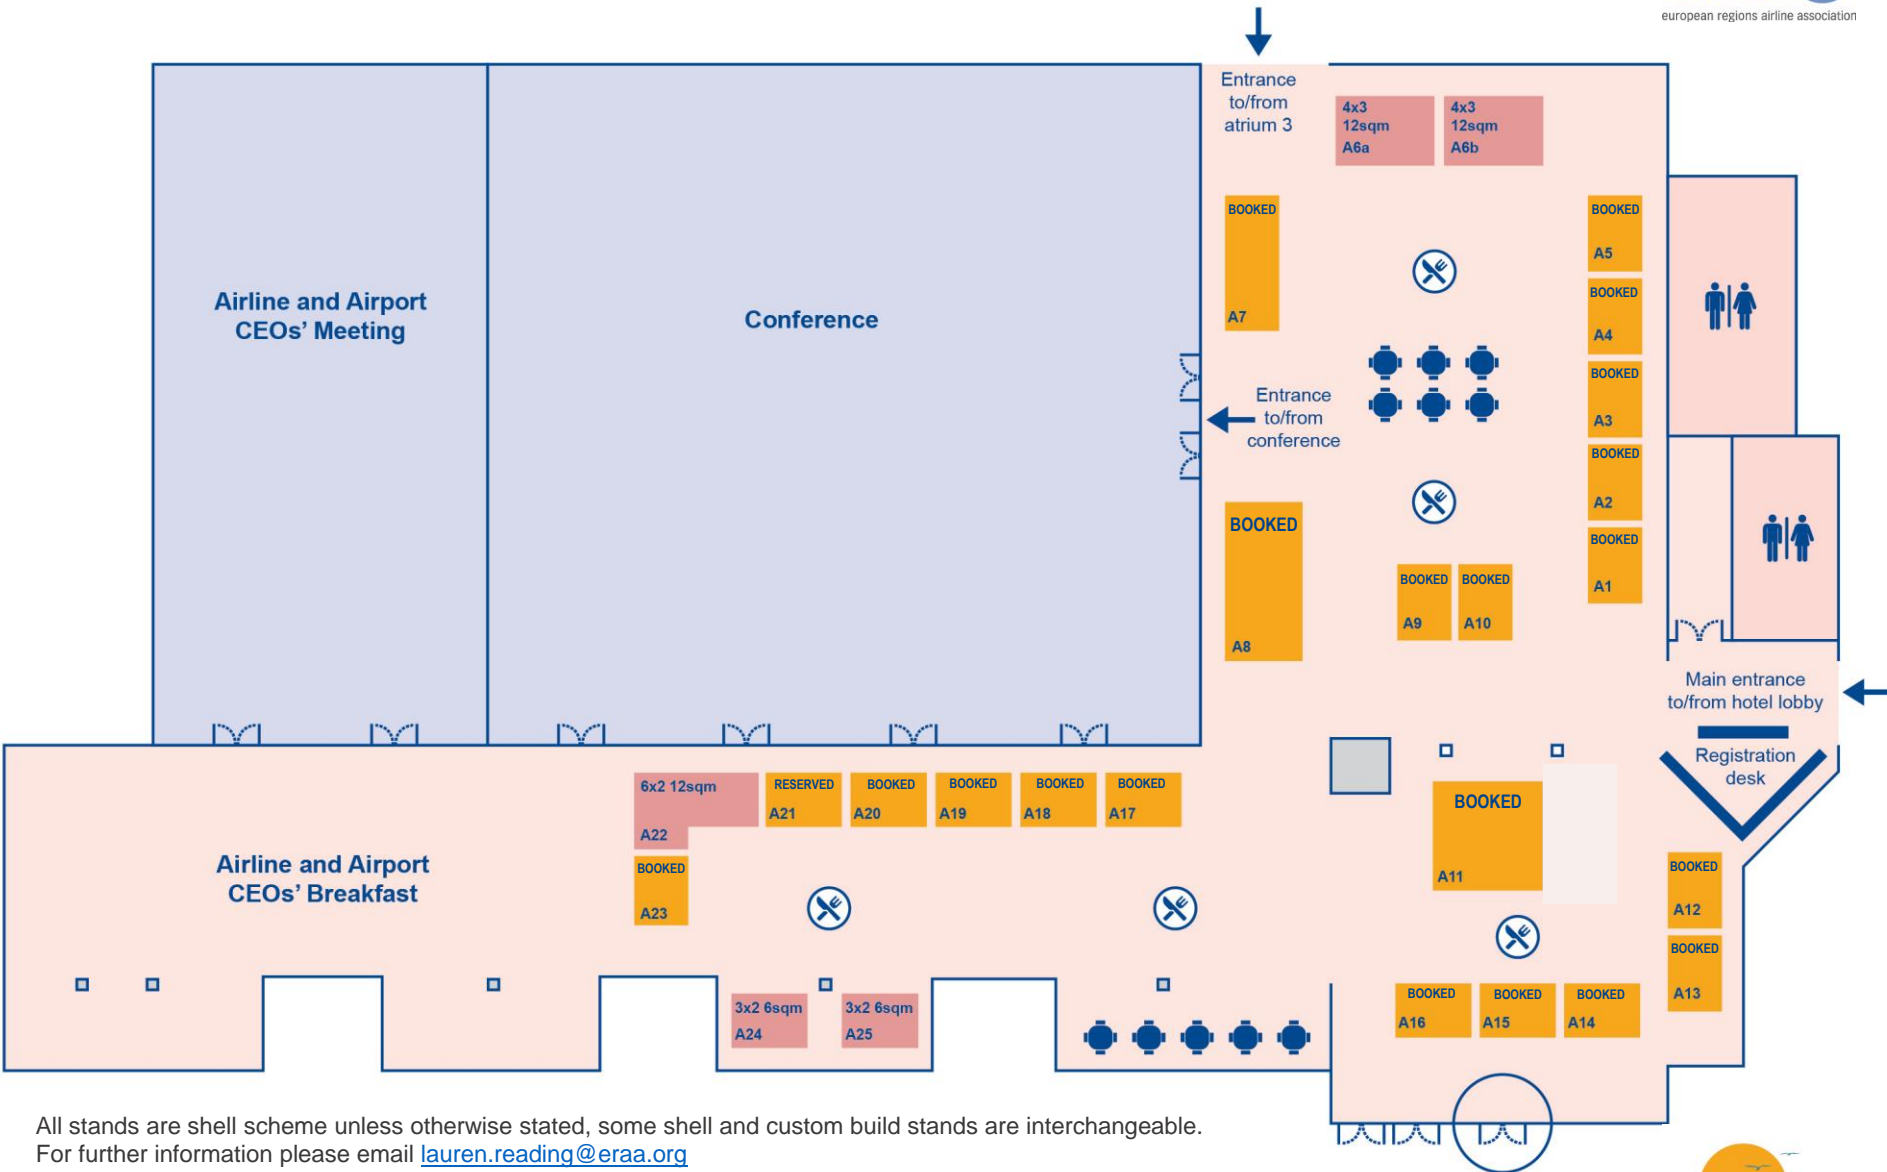 european regions airline association
Entrance
to/from
atrium 3
4x3
12sqm
A6a
4x3
12sqm
A6b
BOOKED
A7
BOOKED
A5
BOOKED
A4
BOOKED
A3
BOOKED
A2
BOOKED
A1
Airline and Airport
CEOs' Meeting
Conference
Entrance
to/from
conference
BOOKED
A8
BOOKED
A9
BOOKED
A10
Main entrance
to/from hotel lobby
Registration
desk
6x2 12sqm
A22
RESERVED
A21
BOOKED
A20
BOOKED
A19
BOOKED
A18
BOOKED
A17
BOOKED
A11
Airline and Airport
CEOs' Breakfast
BOOKED
A23
BOOKED
A12
BOOKED
A13
3x2 6sqm
A24
3x2 6sqm
A25
BOOKED
A16
BOOKED
A15
BOOKED
A14
All stands are shell scheme unless otherwise stated, some shell and custom build stands are interchangeable.
For further information please email lauren.reading@eraa.org